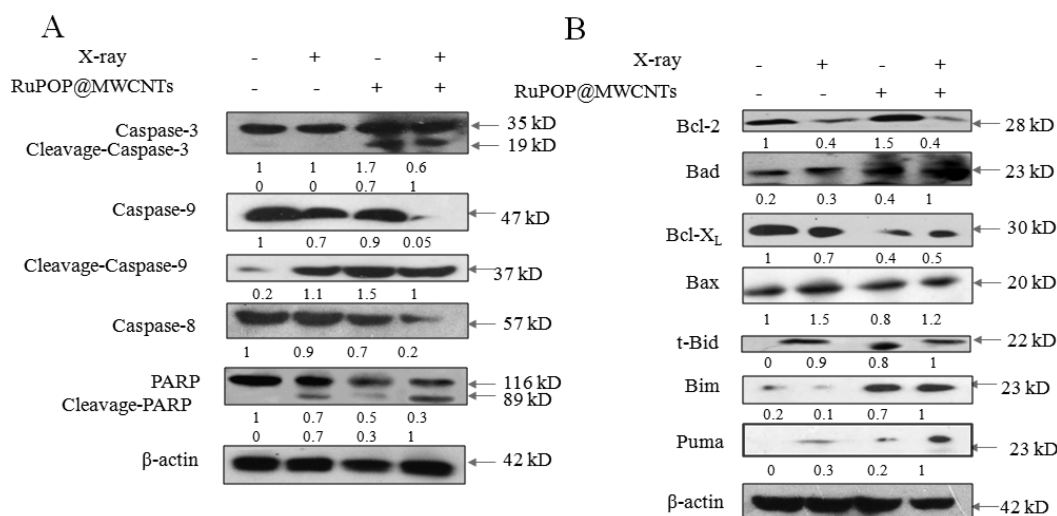 A
X-ray - + - +
RuPOP@MWCNTs - - + +
Caspase-3 35 kD
Cleavage-Caspase-3 19 kD
1 1 1.7 0.6
0 0 0.7 1
Caspase-9 47 kD
1 0.7 0.9 0.05
Cleavage-Caspase-9 37 kD
0.2 1.1 1.5 1
Caspase-8 57 kD
1 0.9 0.7 0.2
PARP 116 kD
Cleavage-PARP 89 kD
1 0.7 0.5 0.3
0 0.7 0.3 1
β-actin 42 kD
B
X-ray - + - +
RuPOP@MWCNTs - - + +
Bcl-2 28 kD
1 0.4 1.5 0.4
Bad 23 kD
0.2 0.3 0.4 1
Bcl-XL 30 kD
1 0.7 0.4 0.5
Bax 20 kD
1 1.5 0.8 1.2
t-Bid 22 kD
0 0.9 0.8 1
Bim 23 kD
0.2 0.1 0.7 1
Puma 23 kD
0 0.3 0.2 1
β-actin 42 kD